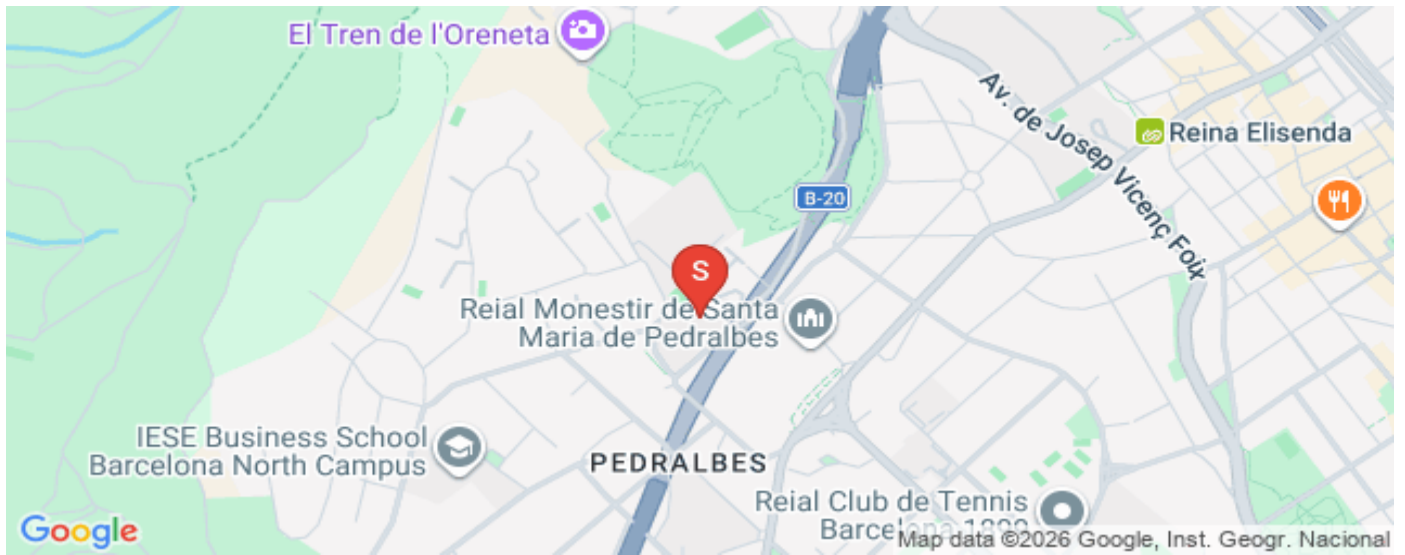 El Tren de l'Oreneta
Av. de Josep Vicenç Foix
Reina Elisenda
B-20
S
Reial Monestir de Santa
Maria de Pedralbes
IESE Business School
Barcelona North Campus
PEDRALBES
Reial Club de Tennis
Barcelona 1899
Google
Map data ©2026 Google, Inst. Geogr. Nacional